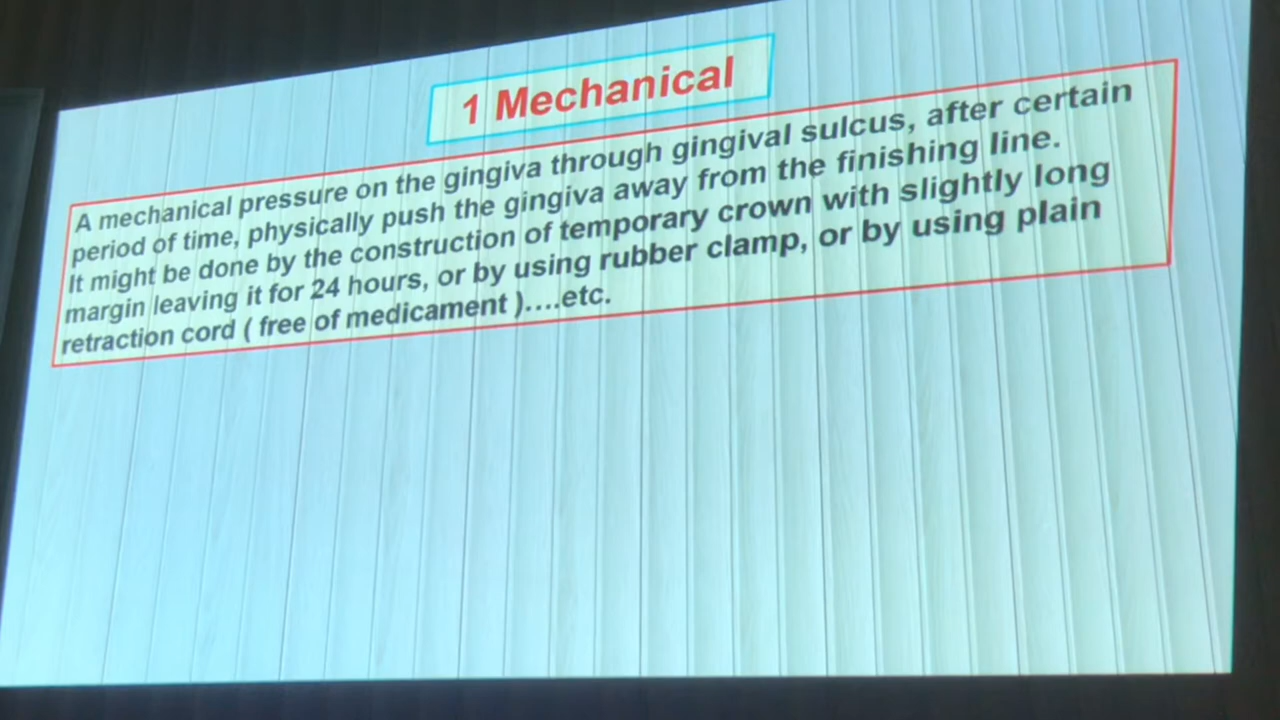 1 Mechanical
A mechanical pressure on the gingiva through gingival sulcus, after certain
period of time, physically push the gingiva away from the finishing line.
It might be done by the construction of temporary crown with slightly long
margin leaving it for 24 hours, or by using rubber clamp, or by using plain
retraction cord ( free of medicament )....etc.